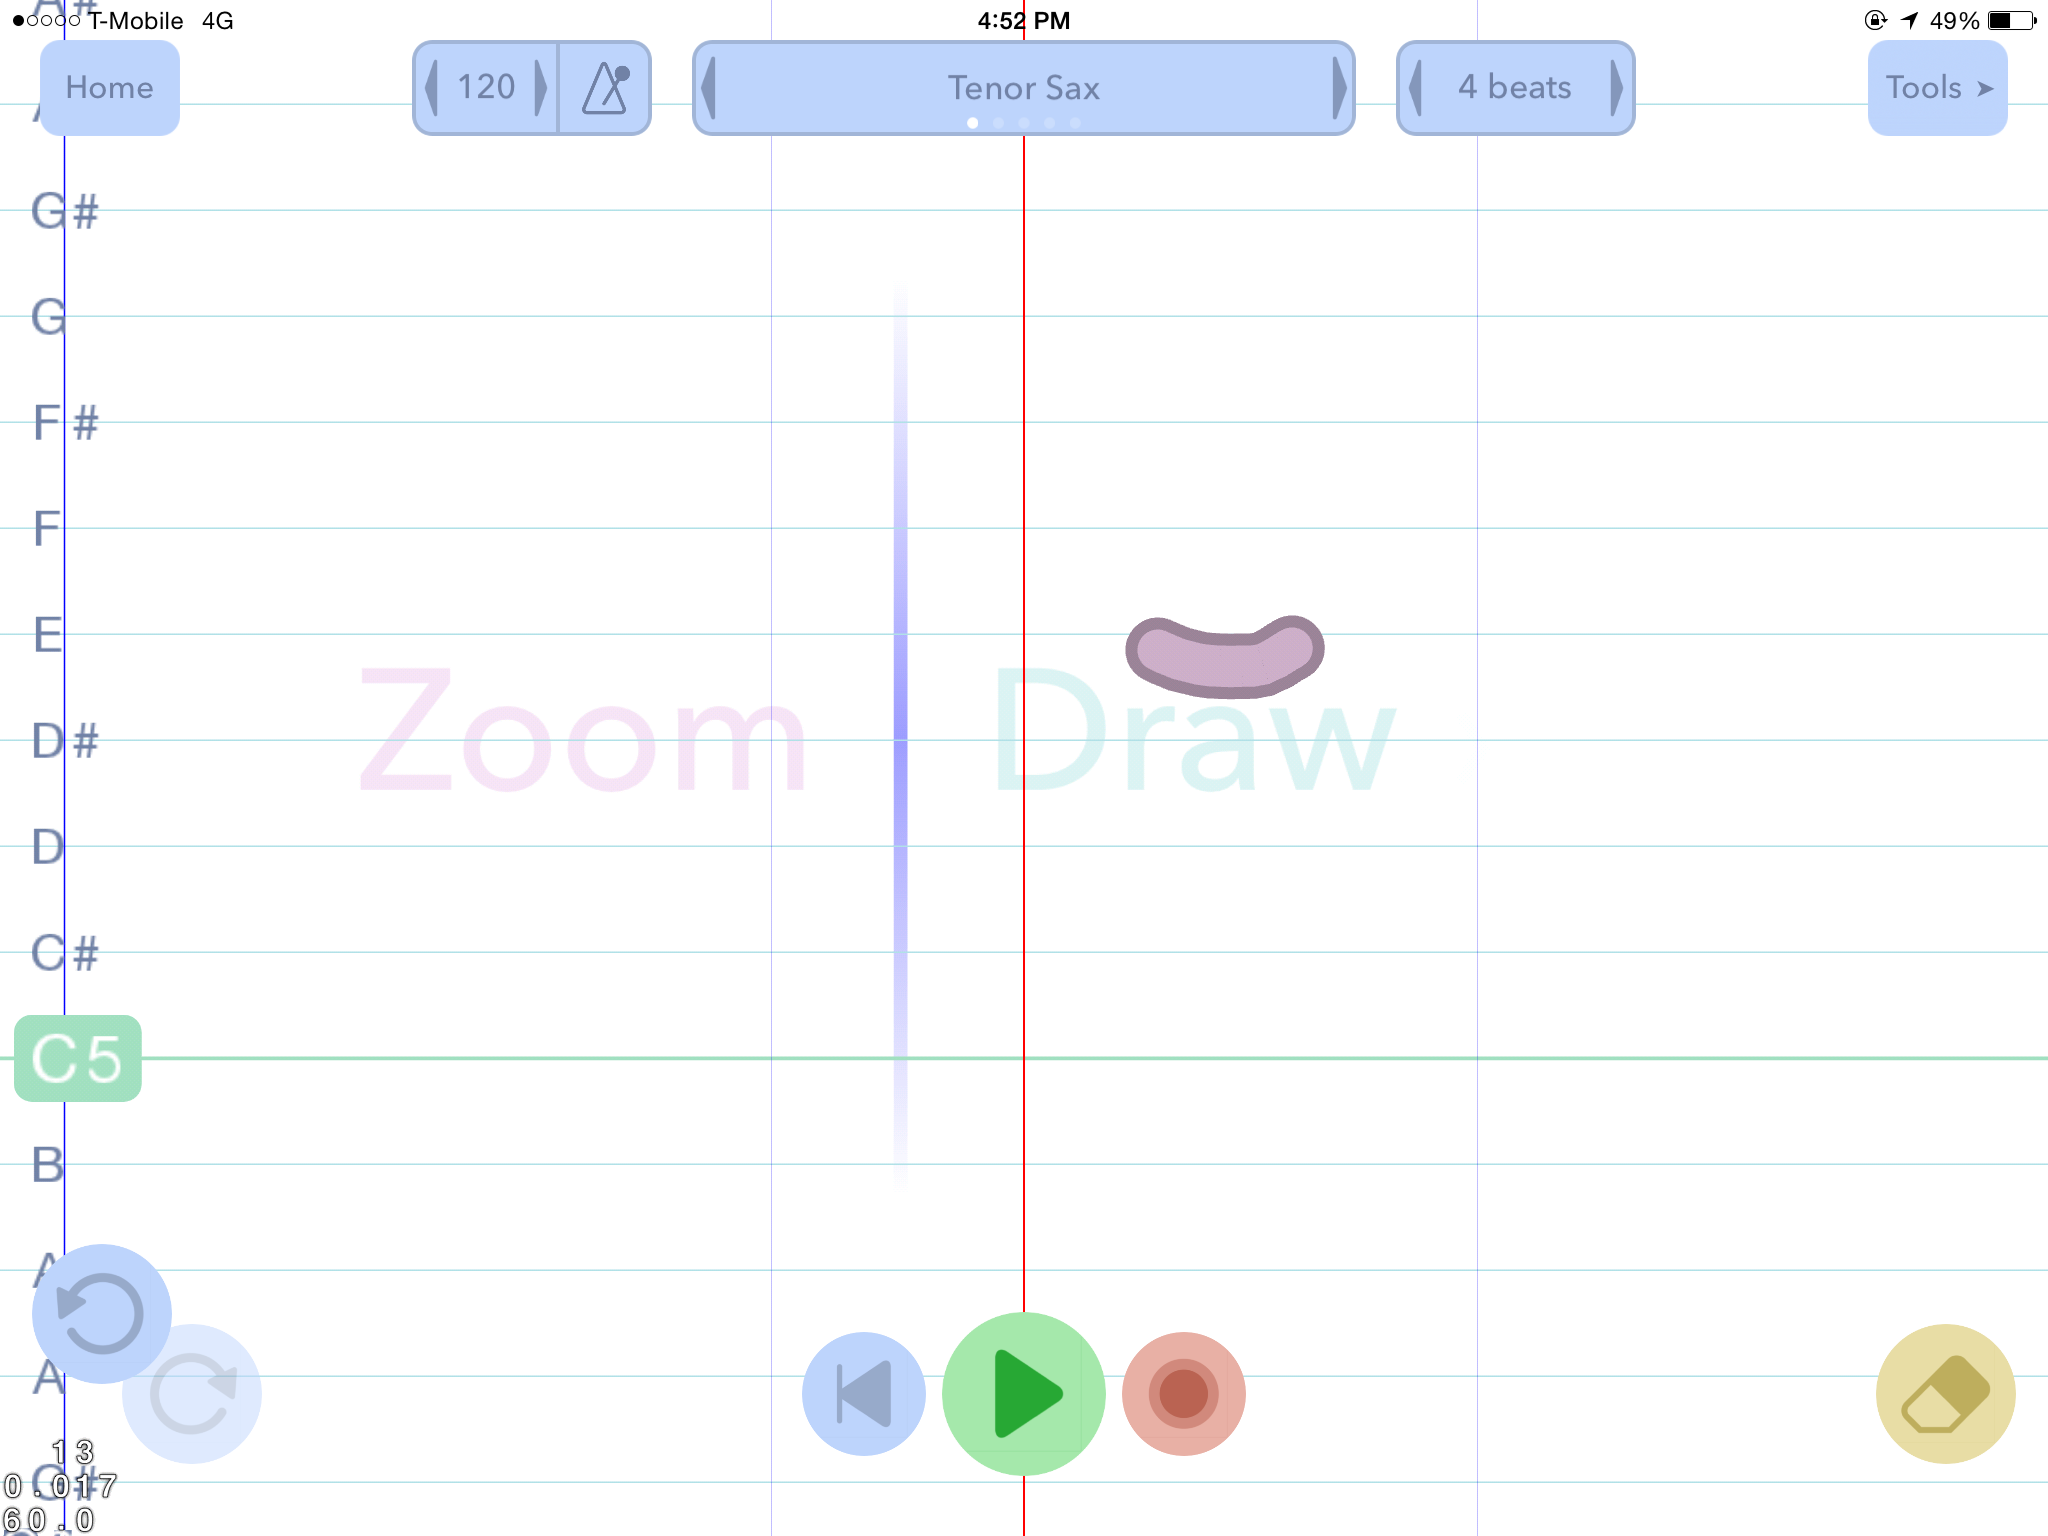 A#
T-Mobile 4G 4:52 PM 49%
Home 120 Tenor Sax 4 beats Tools
G#
G
F#
F
E
Zoom Draw
D#
D
C#
C5
B
A
13
0.017
G#
60.0